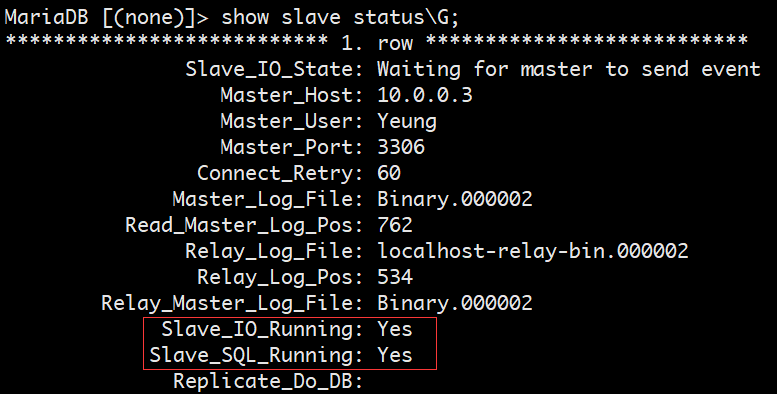 MariaDB [(none)]> show slave status\G;
*************************** 1. row ***************************
Slave_IO_State: Waiting for master to send event
Master_Host: 10.0.0.3
Master_User: Yeung
Master_Port: 3306
Connect_Retry: 60
Master_Log_File: Binary.000002
Read_Master_Log_Pos: 762
Relay_Log_File: localhost-relay-bin.000002
Relay_Log_Pos: 534
Relay_Master_Log_File: Binary.000002
Slave_IO_Running: Yes
Slave_SQL_Running: Yes
Replicate_Do_DB: